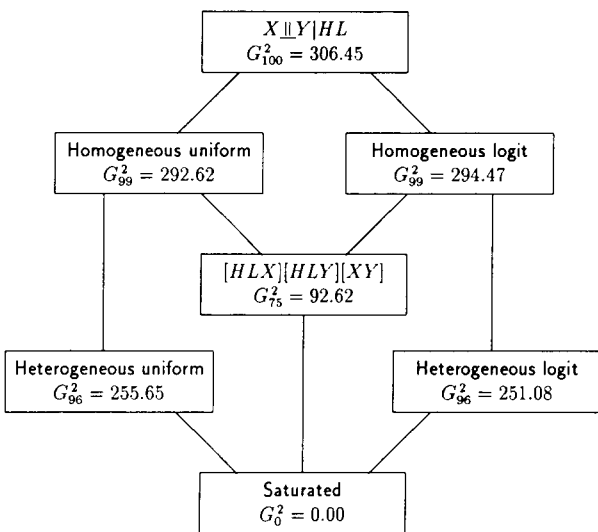 X ⫫ Y|HL
G²₁₀₀ = 306.45
Homogeneous uniform
G²₉₉ = 292.62
Homogeneous logit
G²₉₉ = 294.47
[HLX][HLY][XY]
G²₇₅ = 92.62
Heterogeneous uniform
G²₉₆ = 255.65
Heterogeneous logit
G²₉₆ = 251.08
Saturated
G²₀ = 0.00